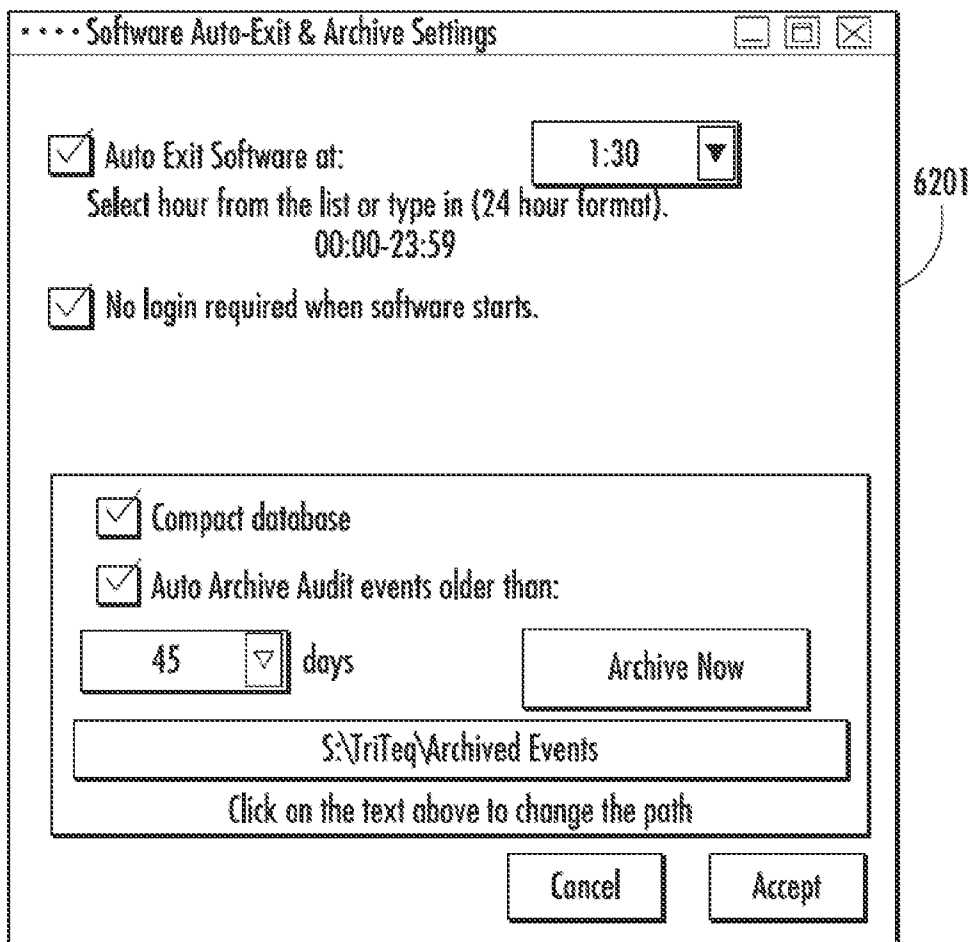 Software Auto-Exit & Archive Settings
Auto Exit Software at:
1:30
Select hour from the list or type in (24 hour format).
00:00-23:59
6201
No login required when software starts.
Compact database
Auto Archive Audit events older than:
45 days
Archive Now
S:\TriTeq\Archived Events
Click on the text above to change the path
Cancel
Accept